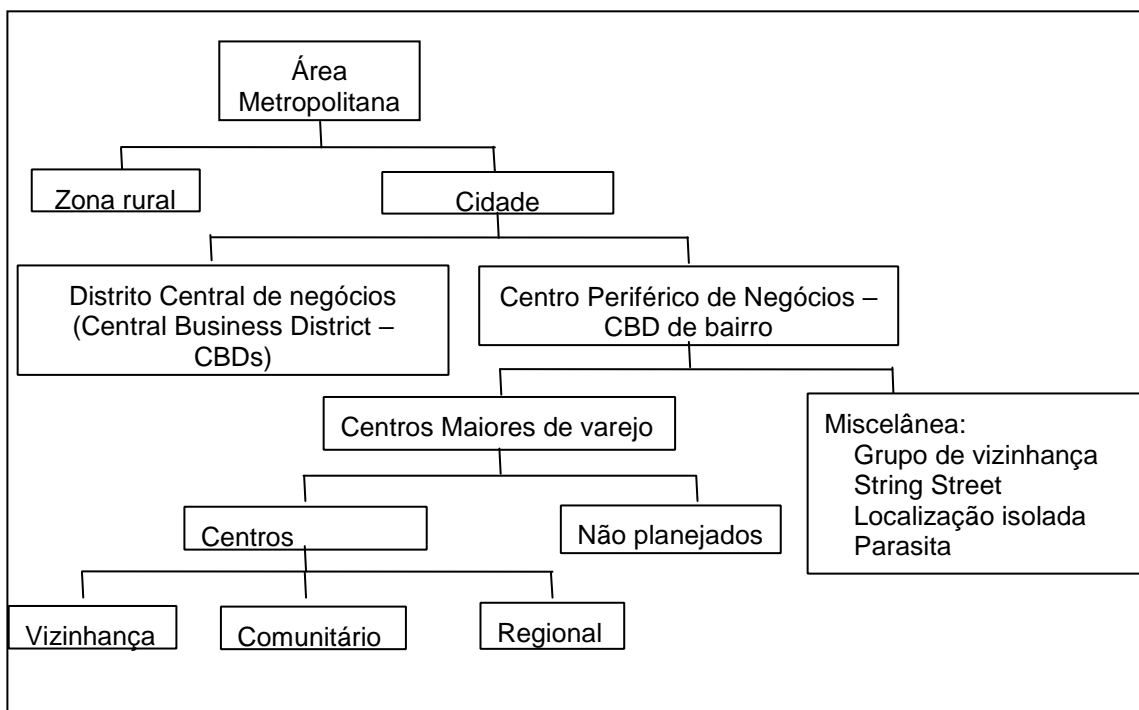 Área
Metropolitana
Zona rural
Cidade
Distrito Central de negócios
(Central Business District –
CBDs)
Centro Periférico de Negócios –
CBD de bairro
Centros Maiores de varejo
Miscelânea:
Grupo de vizinhança
String Street
Localização isolada
Parasita
Centros
Não planejados
Vizinhança
Comunitário
Regional